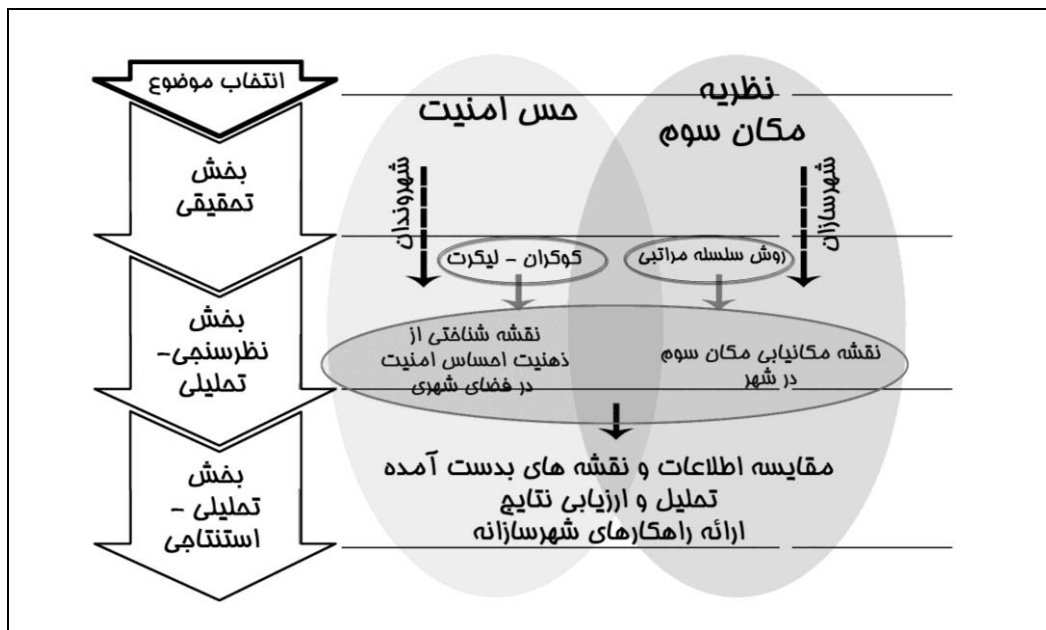 انتخاب موضوع
بخش
تحقیقی
بخش
نظرسنجی-
تحلیلی
بخش
تحلیلی -
استنتاجی
نظریه
مکان سوم
حس امنیت
شهرسازان
شهروندان
روش سلسله مراتبی
کوکران - لیکرت
نقشه مکانیابی مکان سوم
در شهر
نقشه شناختی از
ذهنیت احساس امنیت
در فضای شهری
مقایسه اطلاعات و نقشه های بدست آمده
تحلیل و ارزیابی نتایج
ارائه راهکارهای شهرسازانه